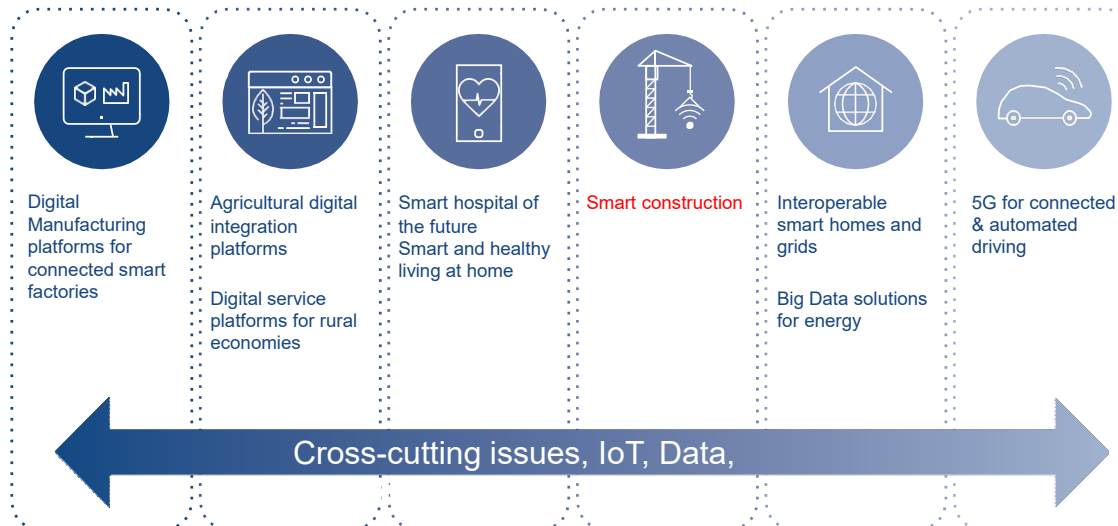 Digital
Manufacturing
platforms for
connected smart
factories
Agricultural digital
integration
platforms
Digital service
platforms for rural
economies
Smart hospital of
the future
Smart and healthy
living at home
Smart construction
Interoperable
smart homes and
grids
Big Data solutions
for energy
5G for connected
& automated
driving
Cross-cutting issues, IoT, Data,